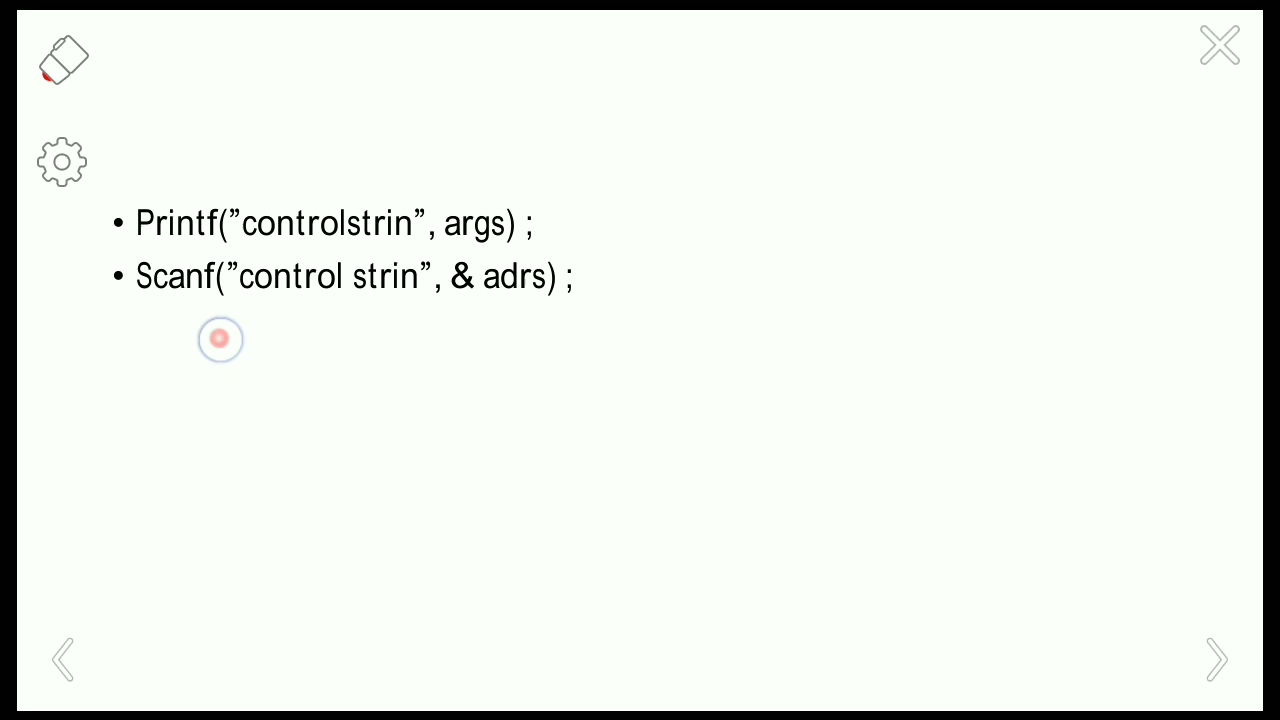 • Printf(”controlstrin”, args) ;
• Scanf(”control strin”, & adrs) ;